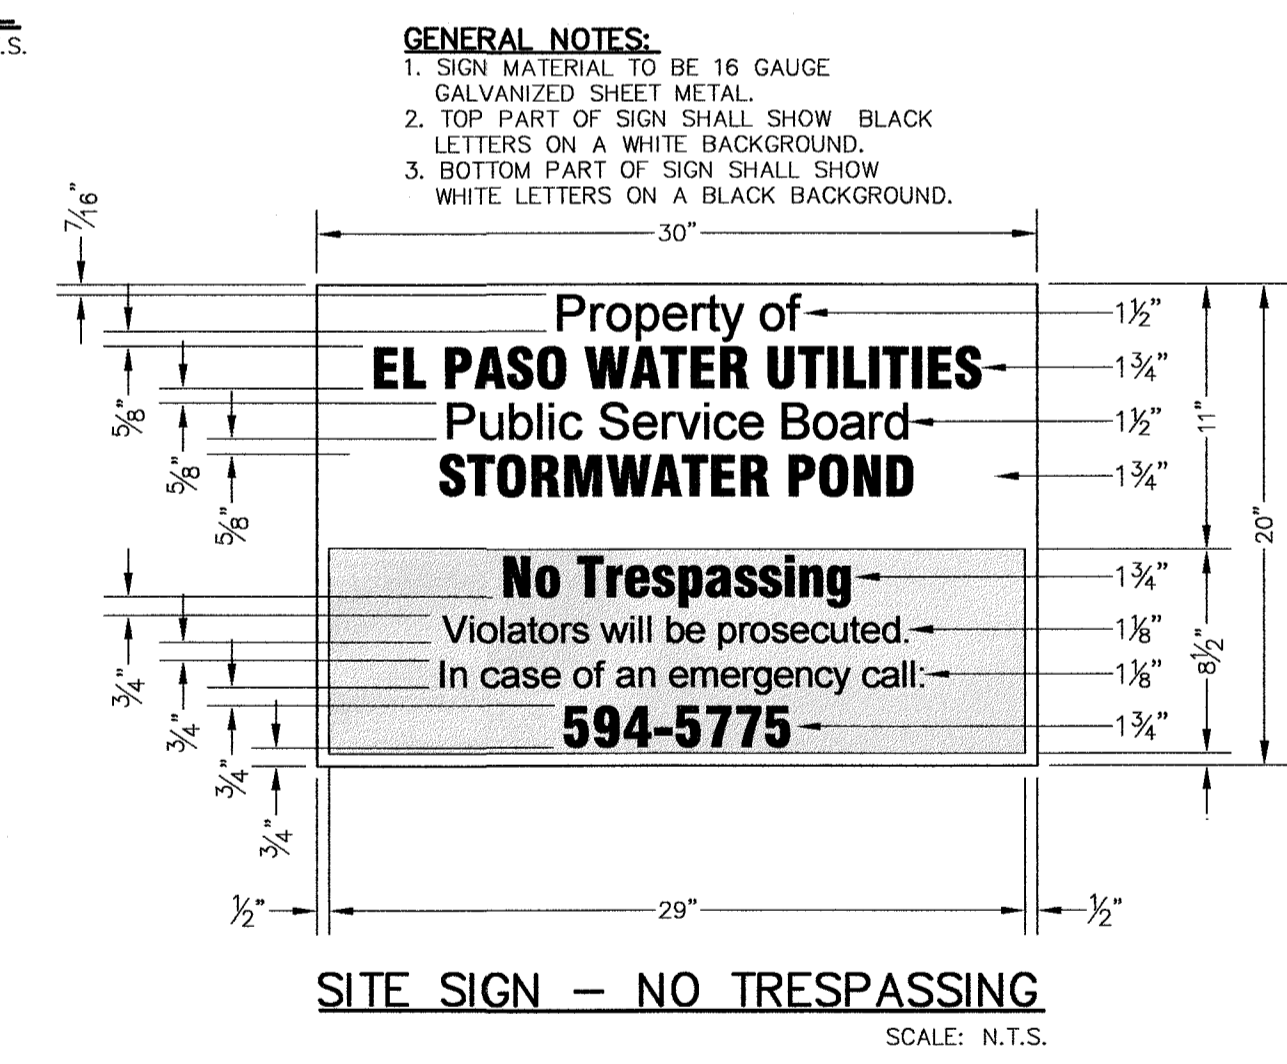 .S.
GENERAL NOTES:
1. SIGN MATERIAL TO BE 16 GAUGE
GALVANIZED SHEET METAL.
2. TOP PART OF SIGN SHALL SHOW BLACK
LETTERS ON A WHITE BACKGROUND.
3. BOTTOM PART OF SIGN SHALL SHOW
WHITE LETTERS ON A BLACK BACKGROUND.
7/16"
30"
Property of 1½"
EL PASO WATER UTILITIES 1¾"
5/8"
Public Service Board 1½"
11"
5/8"
STORMWATER POND 1¾"
5/8"
20"
No Trespassing 1¾"
Violators will be prosecuted. 1⅛"
8½"
In case of an emergency call: 1⅛"
3/4"
594-5775 1¾"
3/4"
3/4"
3/4"
½" 29" ½"
SITE SIGN – NO TRESPASSING
SCALE: N.T.S.